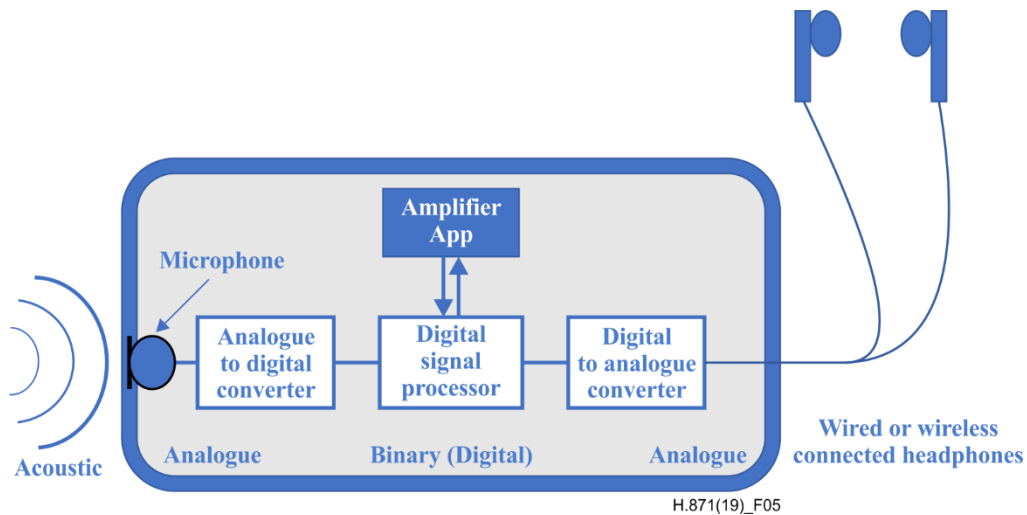 Amplifier
App
Microphone
Analogue
to digital
converter
Digital
signal
processor
Digital
to analogue
converter
Acoustic
Analogue
Binary (Digital)
Analogue
Wired or wireless
connected headphones
H.871(19)_F05